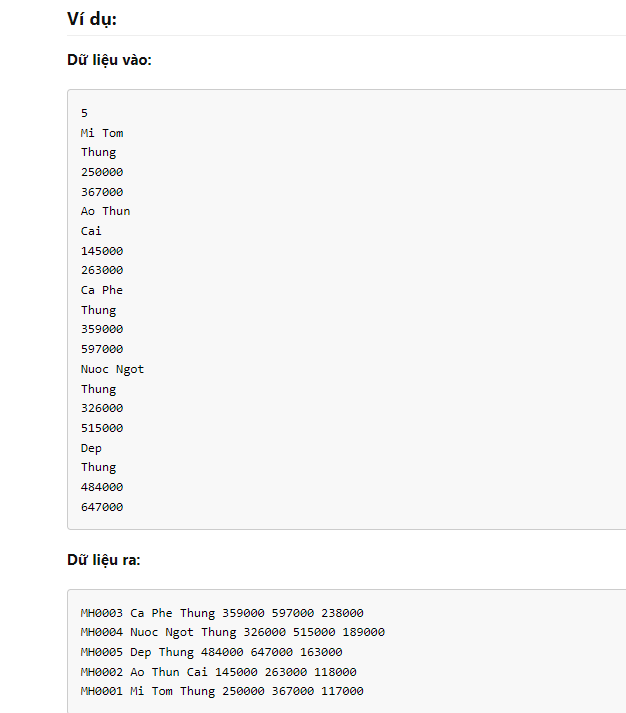 Ví dụ:
Dữ liệu vào:
5
Mi Tom
Thung
250000
367000
Ao Thun
Cai
145000
263000
Ca Phe
Thung
359000
597000
Nuoc Ngot
Thung
326000
515000
Dep
Thung
484000
647000
Dữ liệu ra:
MH0003 Ca Phe Thung 359000 597000 238000
MH0004 Nuoc Ngot Thung 326000 515000 189000
MH0005 Dep Thung 484000 647000 163000
MH0002 Ao Thun Cai 145000 263000 118000
MH0001 Mi Tom Thung 250000 367000 117000